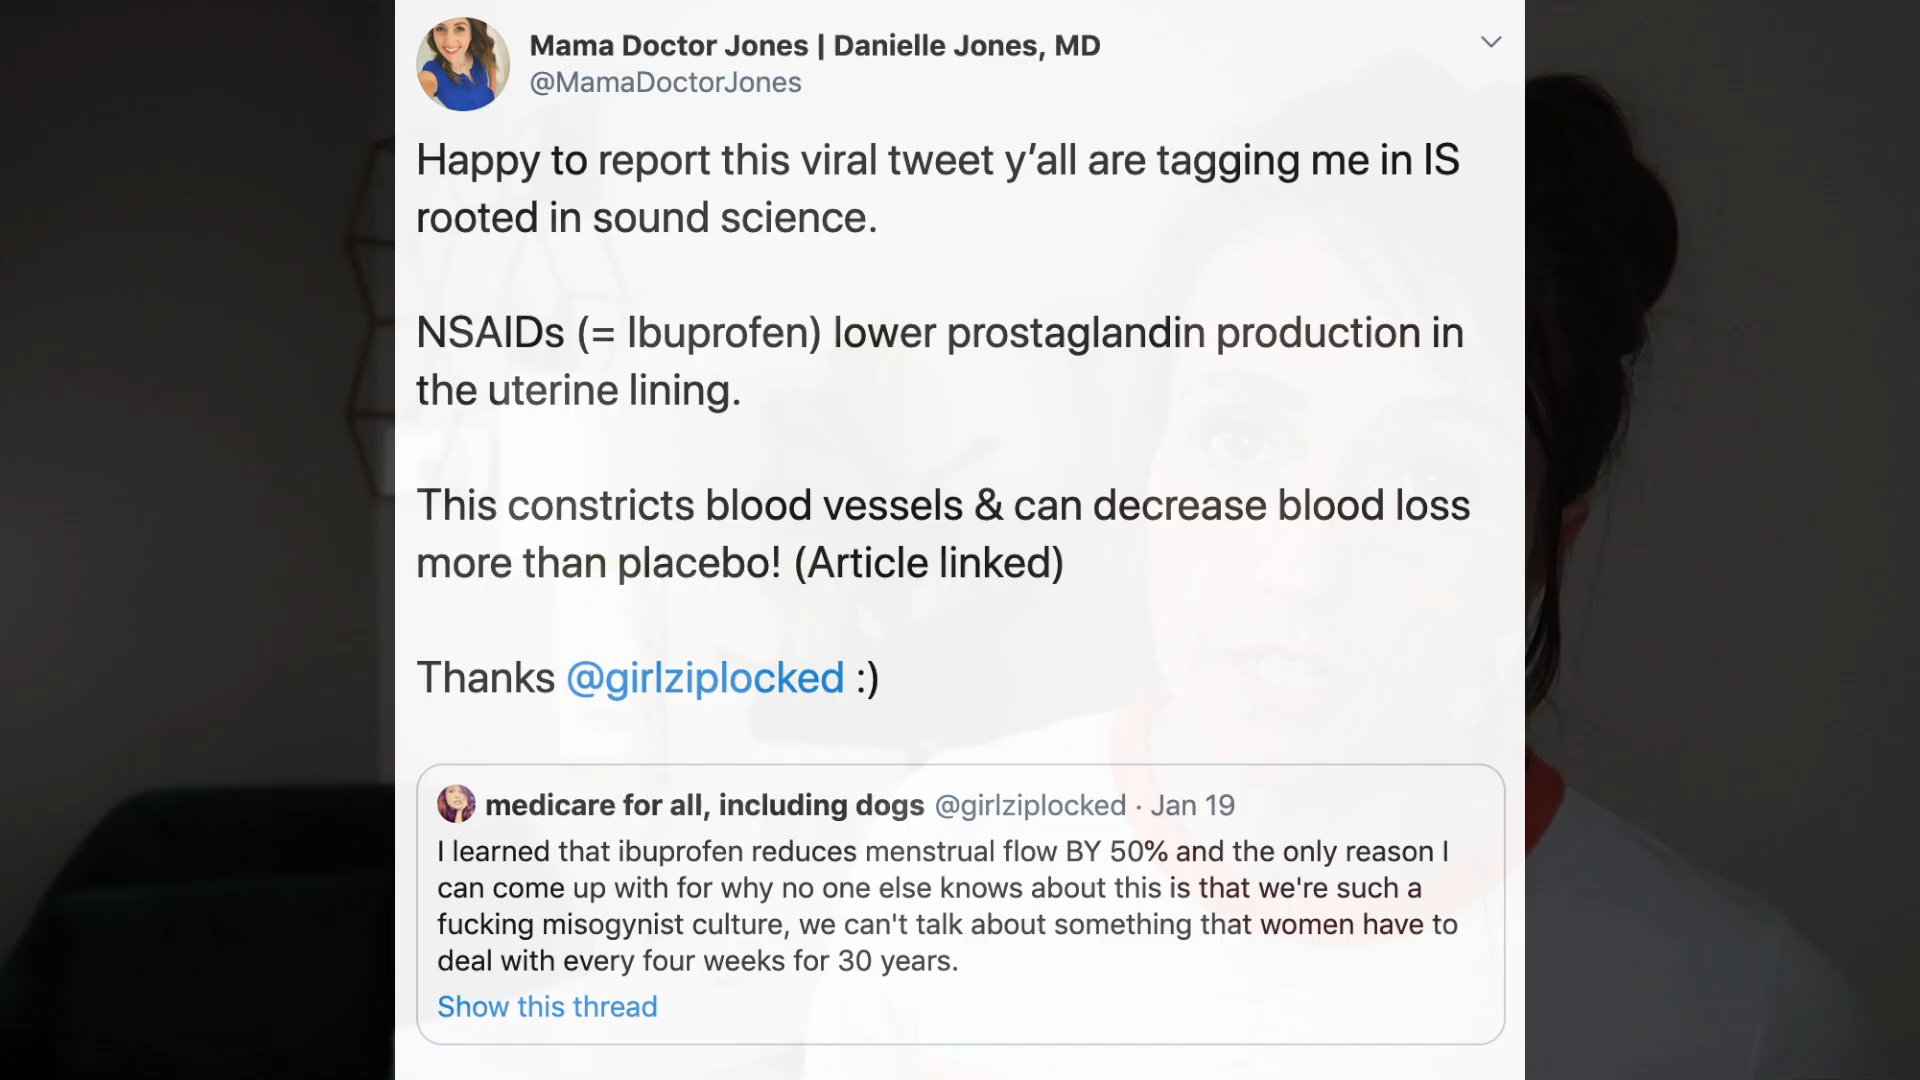 Mama Doctor Jones | Danielle Jones, MD
@MamaDoctorJones
Happy to report this viral tweet y’all are tagging me in IS
rooted in sound science.
NSAIDs (= Ibuprofen) lower prostaglandin production in
the uterine lining.
This constricts blood vessels & can decrease blood loss
more than placebo! (Article linked)
Thanks @girlziplocked :)
medicare for all, including dogs @girlziplocked · Jan 19
I learned that ibuprofen reduces menstrual flow BY 50% and the only reason I
can come up with for why no one else knows about this is that we're such a
fucking misogynist culture, we can't talk about something that women have to
deal with every four weeks for 30 years.
Show this thread